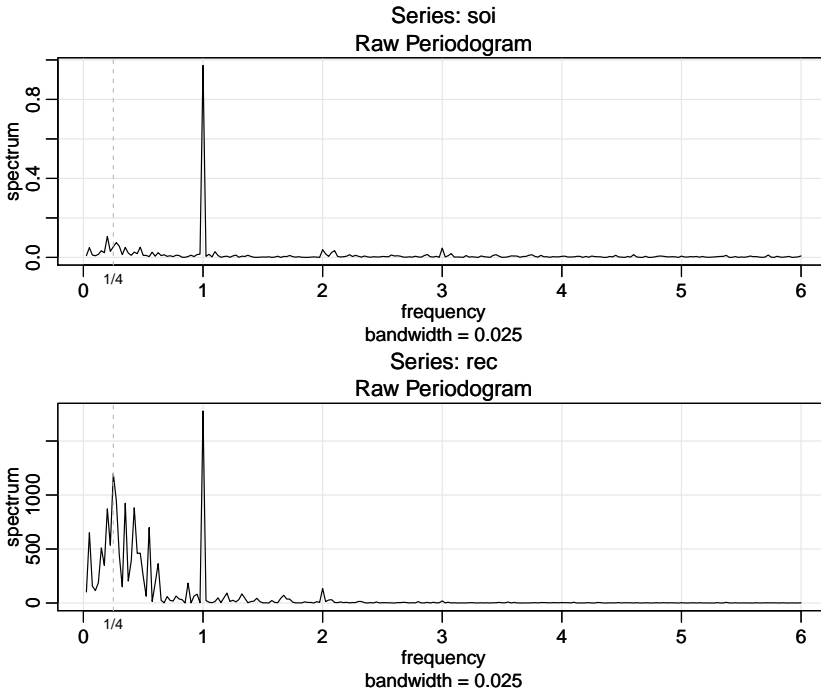 Series: soi
Raw Periodogram
spectrum
0.0 0.4 0.8
1/4
0 1 2 3 4 5 6
frequency
bandwidth = 0.025
Series: rec
Raw Periodogram
spectrum
0 500 1000
1/4
0 1 2 3 4 5 6
frequency
bandwidth = 0.025